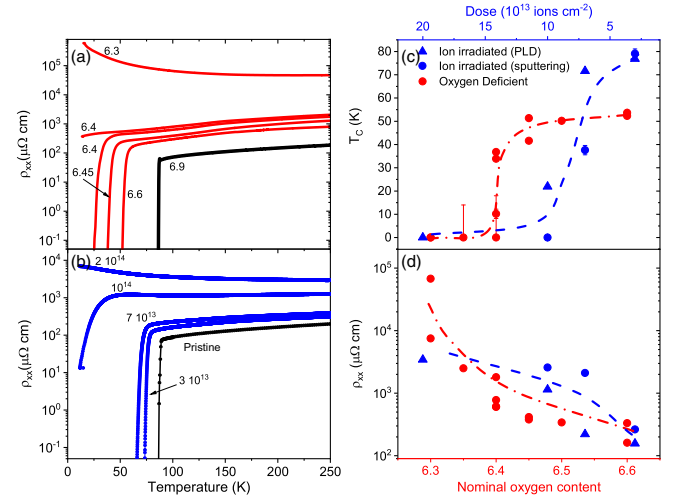 Dose (10¹³ ions cm⁻²)
20 15 10 5
(a)
6.3
6.4
6.4
6.45
6.6
6.9
10⁵
10⁴
10³
10²
10¹
10⁰
10⁻¹
ρxx(μΩ cm)
(c)
Ion irradiated (PLD)
Ion irradiated (sputtering)
Oxygen Deficient
80
70
60
50
40
30
20
10
0
T_C (K)
(b)
2 10¹⁴
10¹⁴
7 10¹³
Pristine
3 10¹³
10⁴
10³
10²
10¹
10⁰
10⁻¹
ρxx(μΩ cm)
0 50 100 150 200 250
Temperature (K)
(d)
10⁵
10⁴
10³
10²
ρxx(μΩ cm)
6.3 6.4 6.5 6.6
Nominal oxygen content